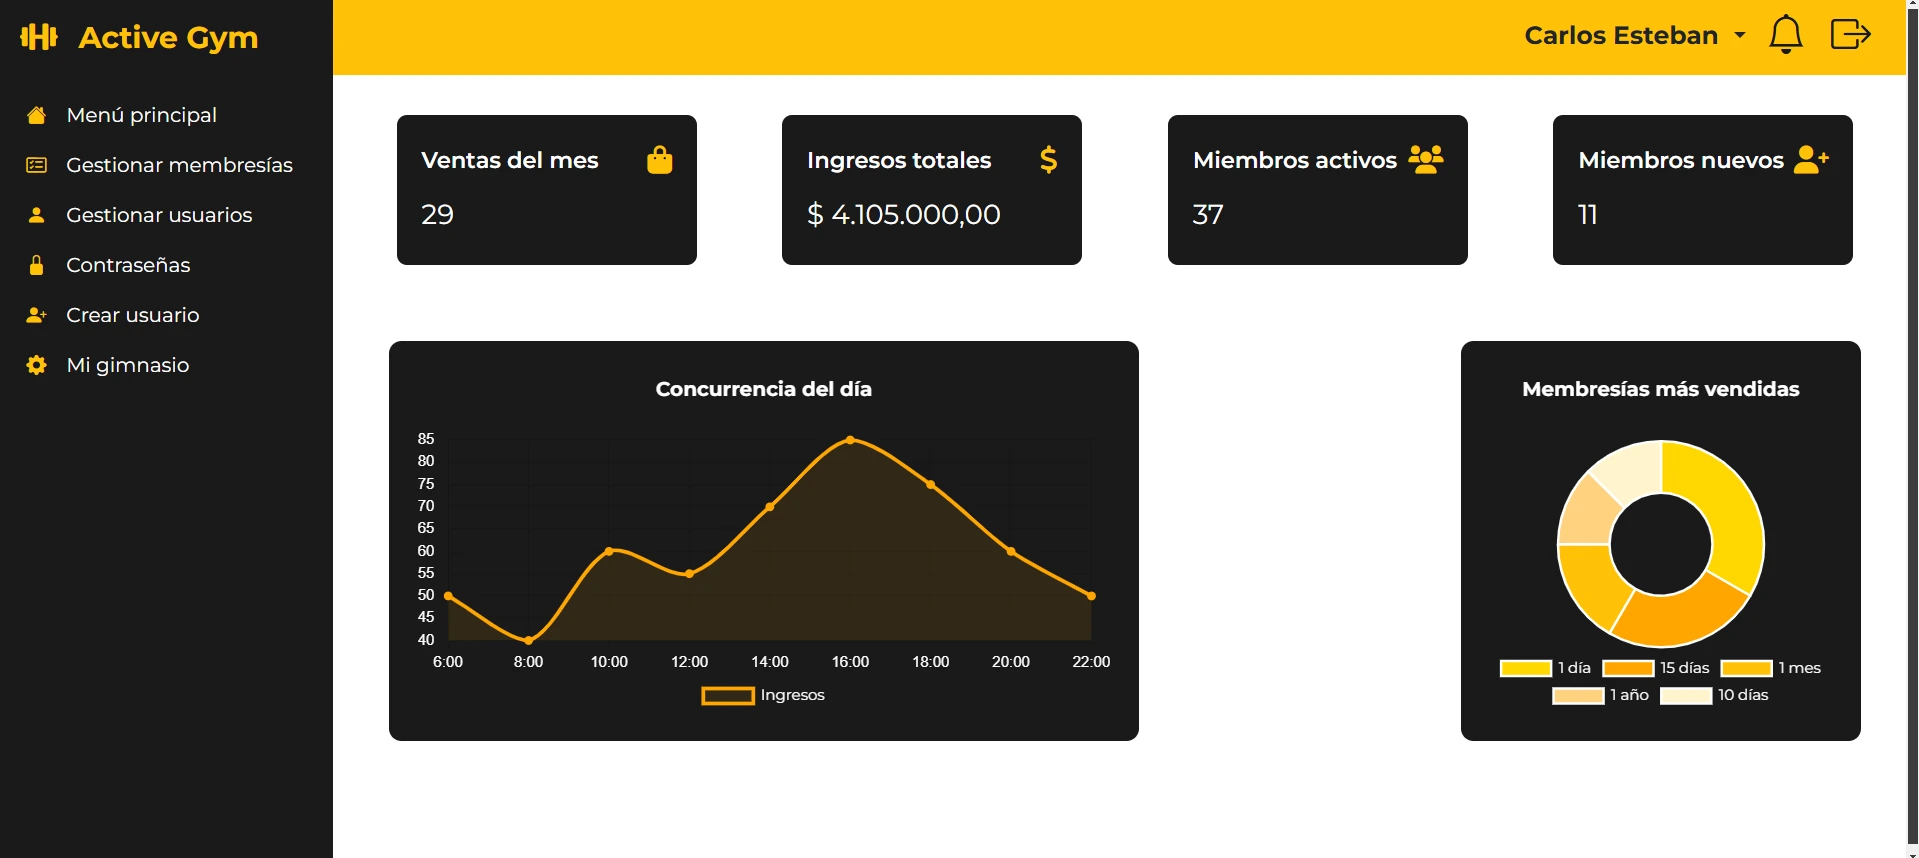 Active Gym
Carlos Esteban
Menú principal
Gestionar membresías
Gestionar usuarios
Contraseñas
Crear usuario
Mi gimnasio
Ventas del mes
29
Ingresos totales
$ 4.105.000,00
Miembros activos
37
Miembros nuevos
11
Concurrencia del día
85
80
75
70
65
60
55
50
45
40
6:00 8:00 10:00 12:00 14:00 16:00 18:00 20:00 22:00
Ingresos
Membresías más vendidas
1 día 15 días 1 mes
1 año 10 días